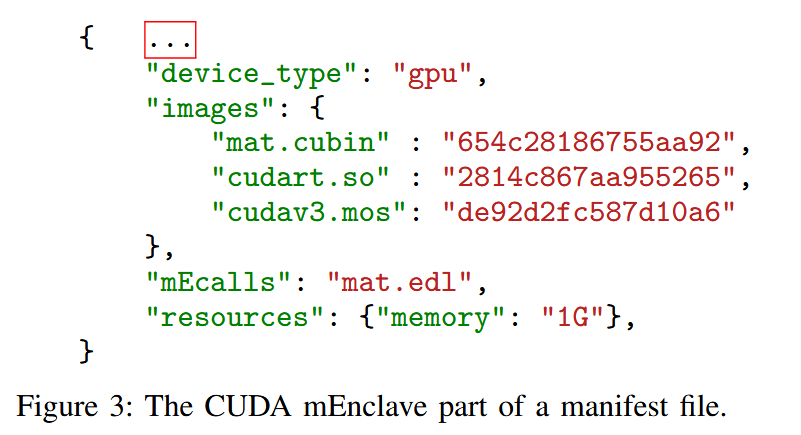 { ...
"device_type": "gpu",
"images": {
"mat.cubin" : "654c28186755aa92",
"cudart.so" : "2814c867aa955265",
"cudav3.mos": "de92d2fc587d10a6"
},
"mEcalls": "mat.edl",
"resources": {"memory": "1G"},
}
Figure 3: The CUDA mEnclave part of a manifest file.